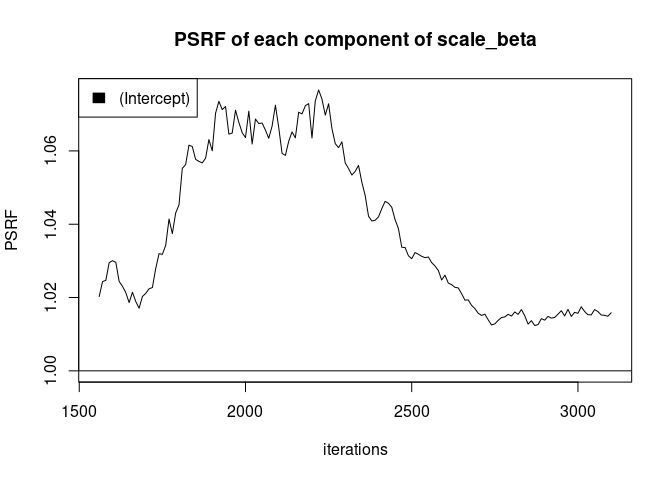 PSRF of each component of scale_beta
(Intercept)
PSRF
1.06
1.04
1.02
1.00
1500 2000 2500 3000
iterations